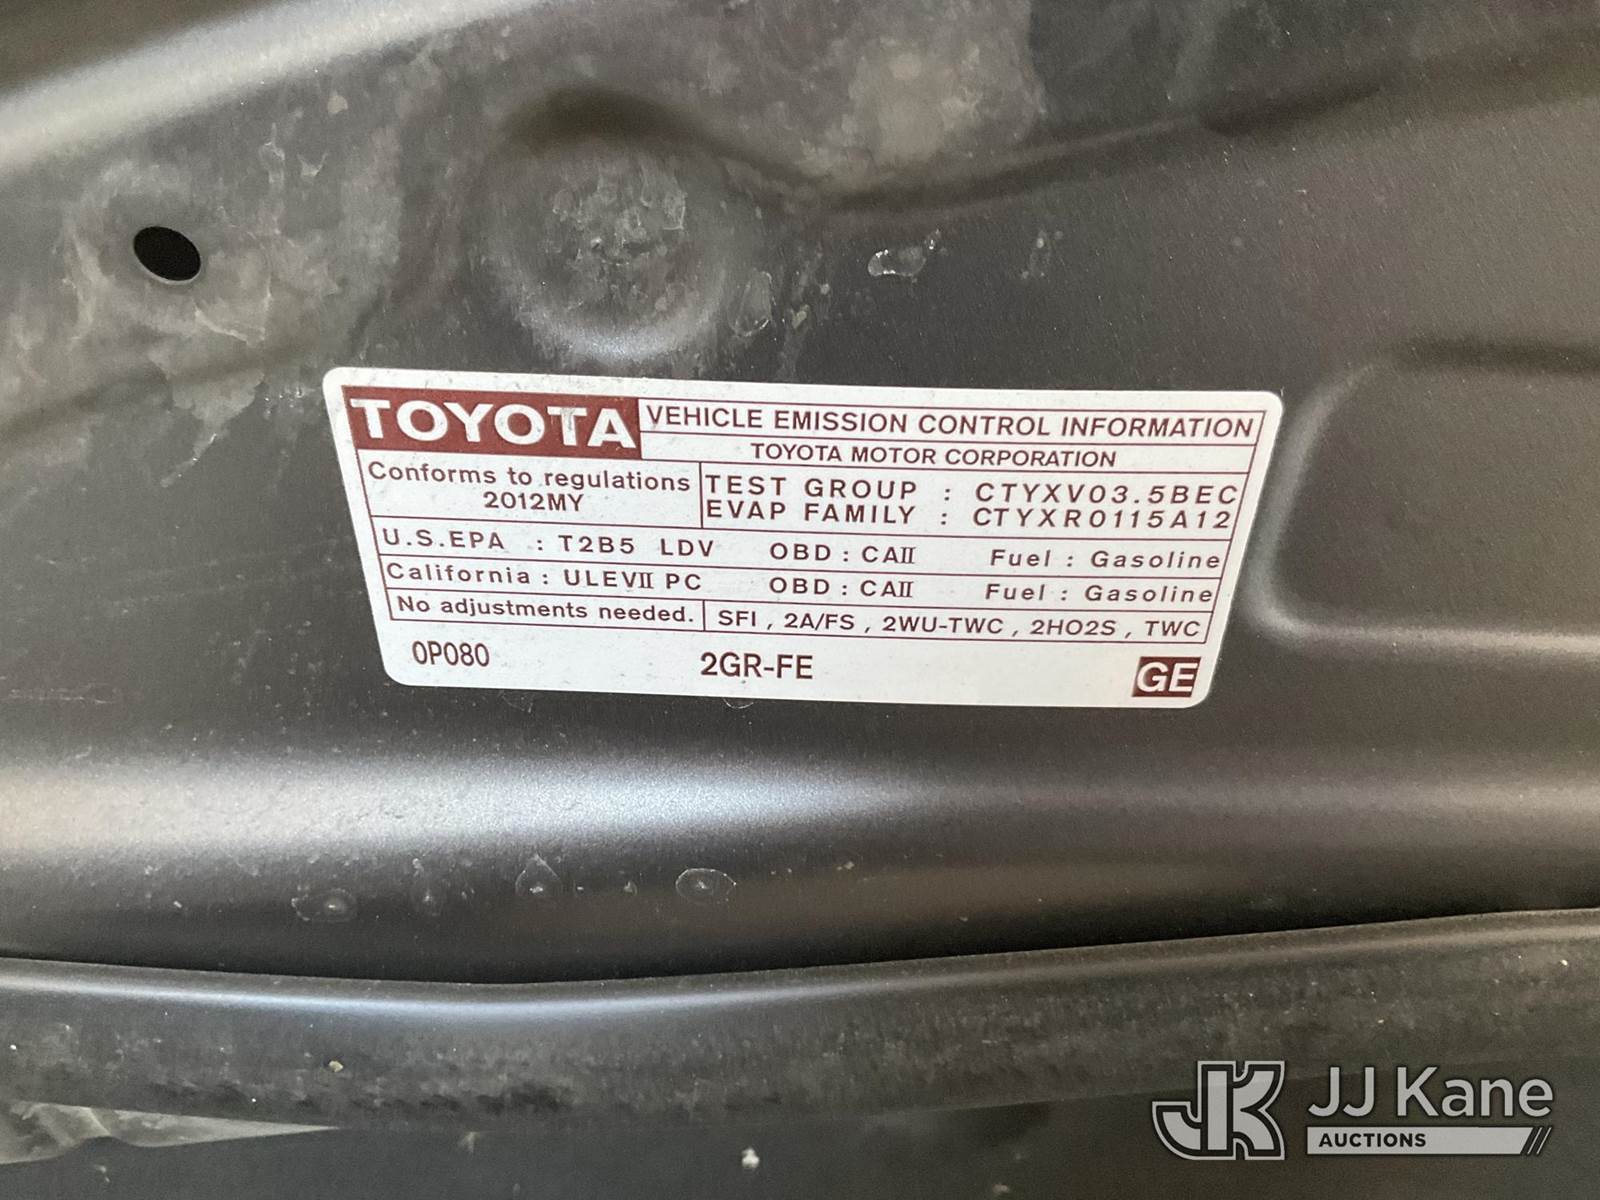 TOYOTA VEHICLE EMISSION CONTROL INFORMATION
TOYOTA MOTOR CORPORATION
Conforms to regulations
2012MY
TEST GROUP : CTYXV03.5BEC
EVAP FAMILY : CTYXR0115A12
U.S.EPA : T2B5 LDV OBD : CAII Fuel : Gasoline
California : ULEVII PC OBD : CAII Fuel : Gasoline
No adjustments needed. SFI , 2A/FS , 2WU-TWC , 2HO2S , TWC
0P080 2GR-FE GE
JK JJ Kane
AUCTIONS